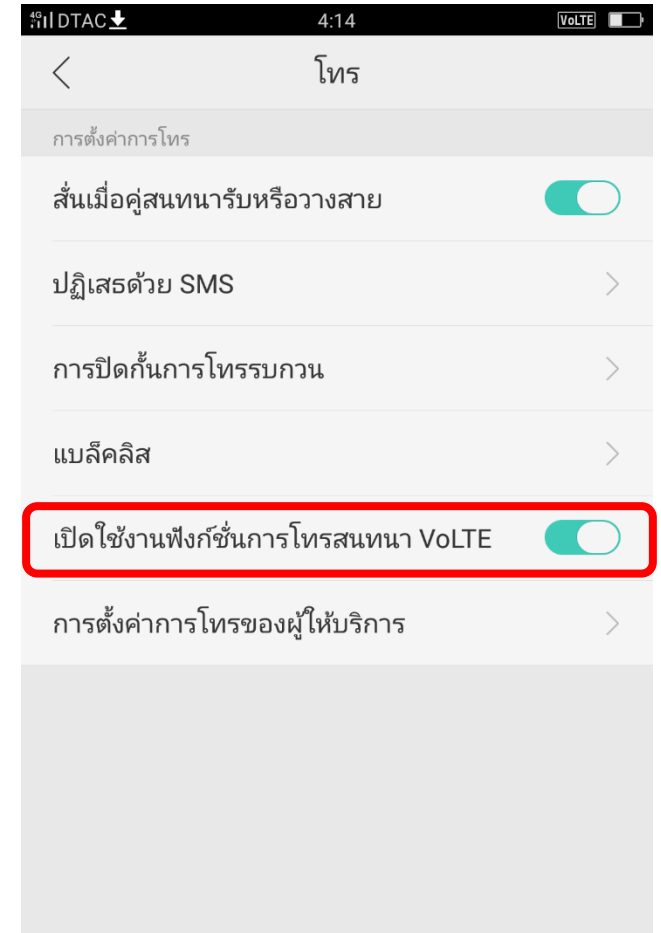 4G DTAC 4:14 VoLTE
โทร
การตั้งค่าการโทร
สั่นเมื่อคู่สนทนารับหรือวางสาย
ปฏิเสธด้วย SMS
การปิดกั้นการโทรรบกวน
แบล็คลิส
เปิดใช้งานฟังก์ชั่นการโทรสนทนา VoLTE
การตั้งค่าการโทรของผู้ให้บริการ